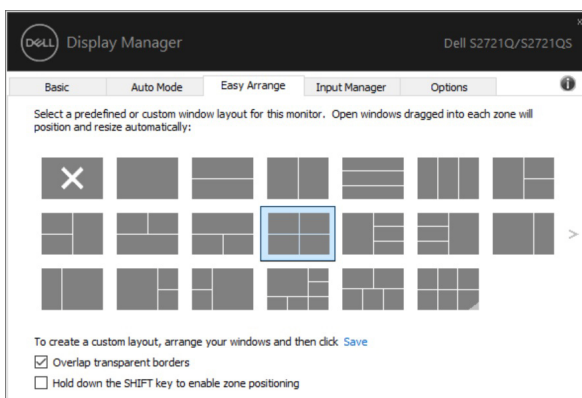 DELL Display Manager
Dell S2721Q/S2721QS
Basic
Auto Mode
Easy Arrange
Input Manager
Options
Select a predefined or custom window layout for this monitor. Open windows dragged into each zone will
position and resize automatically:
To create a custom layout, arrange your windows and then click Save
Overlap transparent borders
Hold down the SHIFT key to enable zone positioning